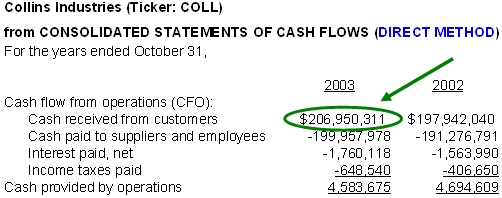 Collins Industries (Ticker: COLL)
from CONSOLIDATED STATEMENTS OF CASH FLOWS (DIRECT METHOD)
For the years ended October 31,
2003 2002
Cash flow from operations (CFO):
Cash received from customers $206,950,311 $197,942,040
Cash paid to suppliers and employees -199,957,978 -191,276,791
Interest paid, net -1,760,118 -1,563,990
Income taxes paid -648,540 -406,650
Cash provided by operations 4,583,675 4,694,609